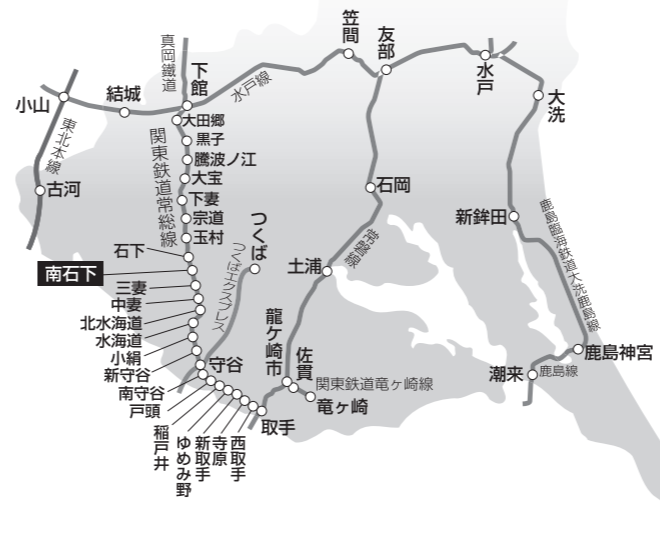 笠間
友部
真岡鐵道
下館
水戸線
水戸
小山
結城
大洗
東北本線
古河
関東鉄道常総線
大田郷
黒子
騰波ノ江
大宝
下妻
宗道
玉村
石下
南石下
三妻
中妻
北水海道
水海道
小絹
新守谷
守谷
南守谷
戸頭
稲戸井
ゆめみ野
新取手
寺原
西取手
取手
つくば
つくばエクスプレス
石岡
常磐線
土浦
龍ケ崎市
佐貫
関東鉄道竜ヶ崎線
竜ヶ崎
新鉾田
鹿島臨海鉄道大洗鹿島線
鹿島神宮
潮来
鹿島線